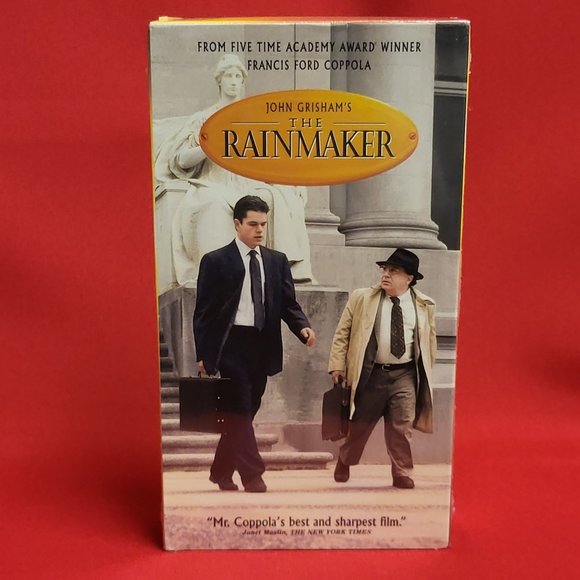 FROM FIVE TIME ACADEMY AWARD® WINNER
FRANCIS FORD COPPOLA
JOHN GRISHAM'S
THE
RAINMAKER
"Mr. Coppola's best and sharpest film."
Janet Maslin, THE NEW YORK TIMES